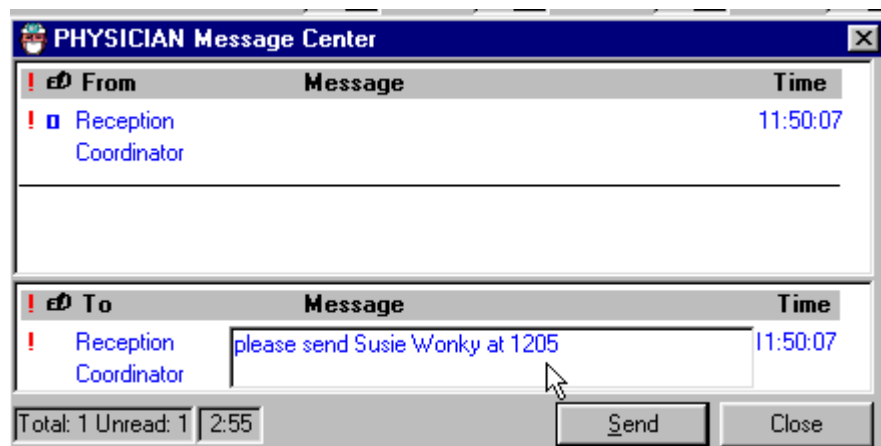 PHYSICIAN Message Center
! From Message Time
! Reception 11:50:07
Coordinator
! To Message Time
! Reception please send Susie Wonky at 1205 11:50:07
Coordinator
Total: 1 Unread: 1 2:55 Send Close